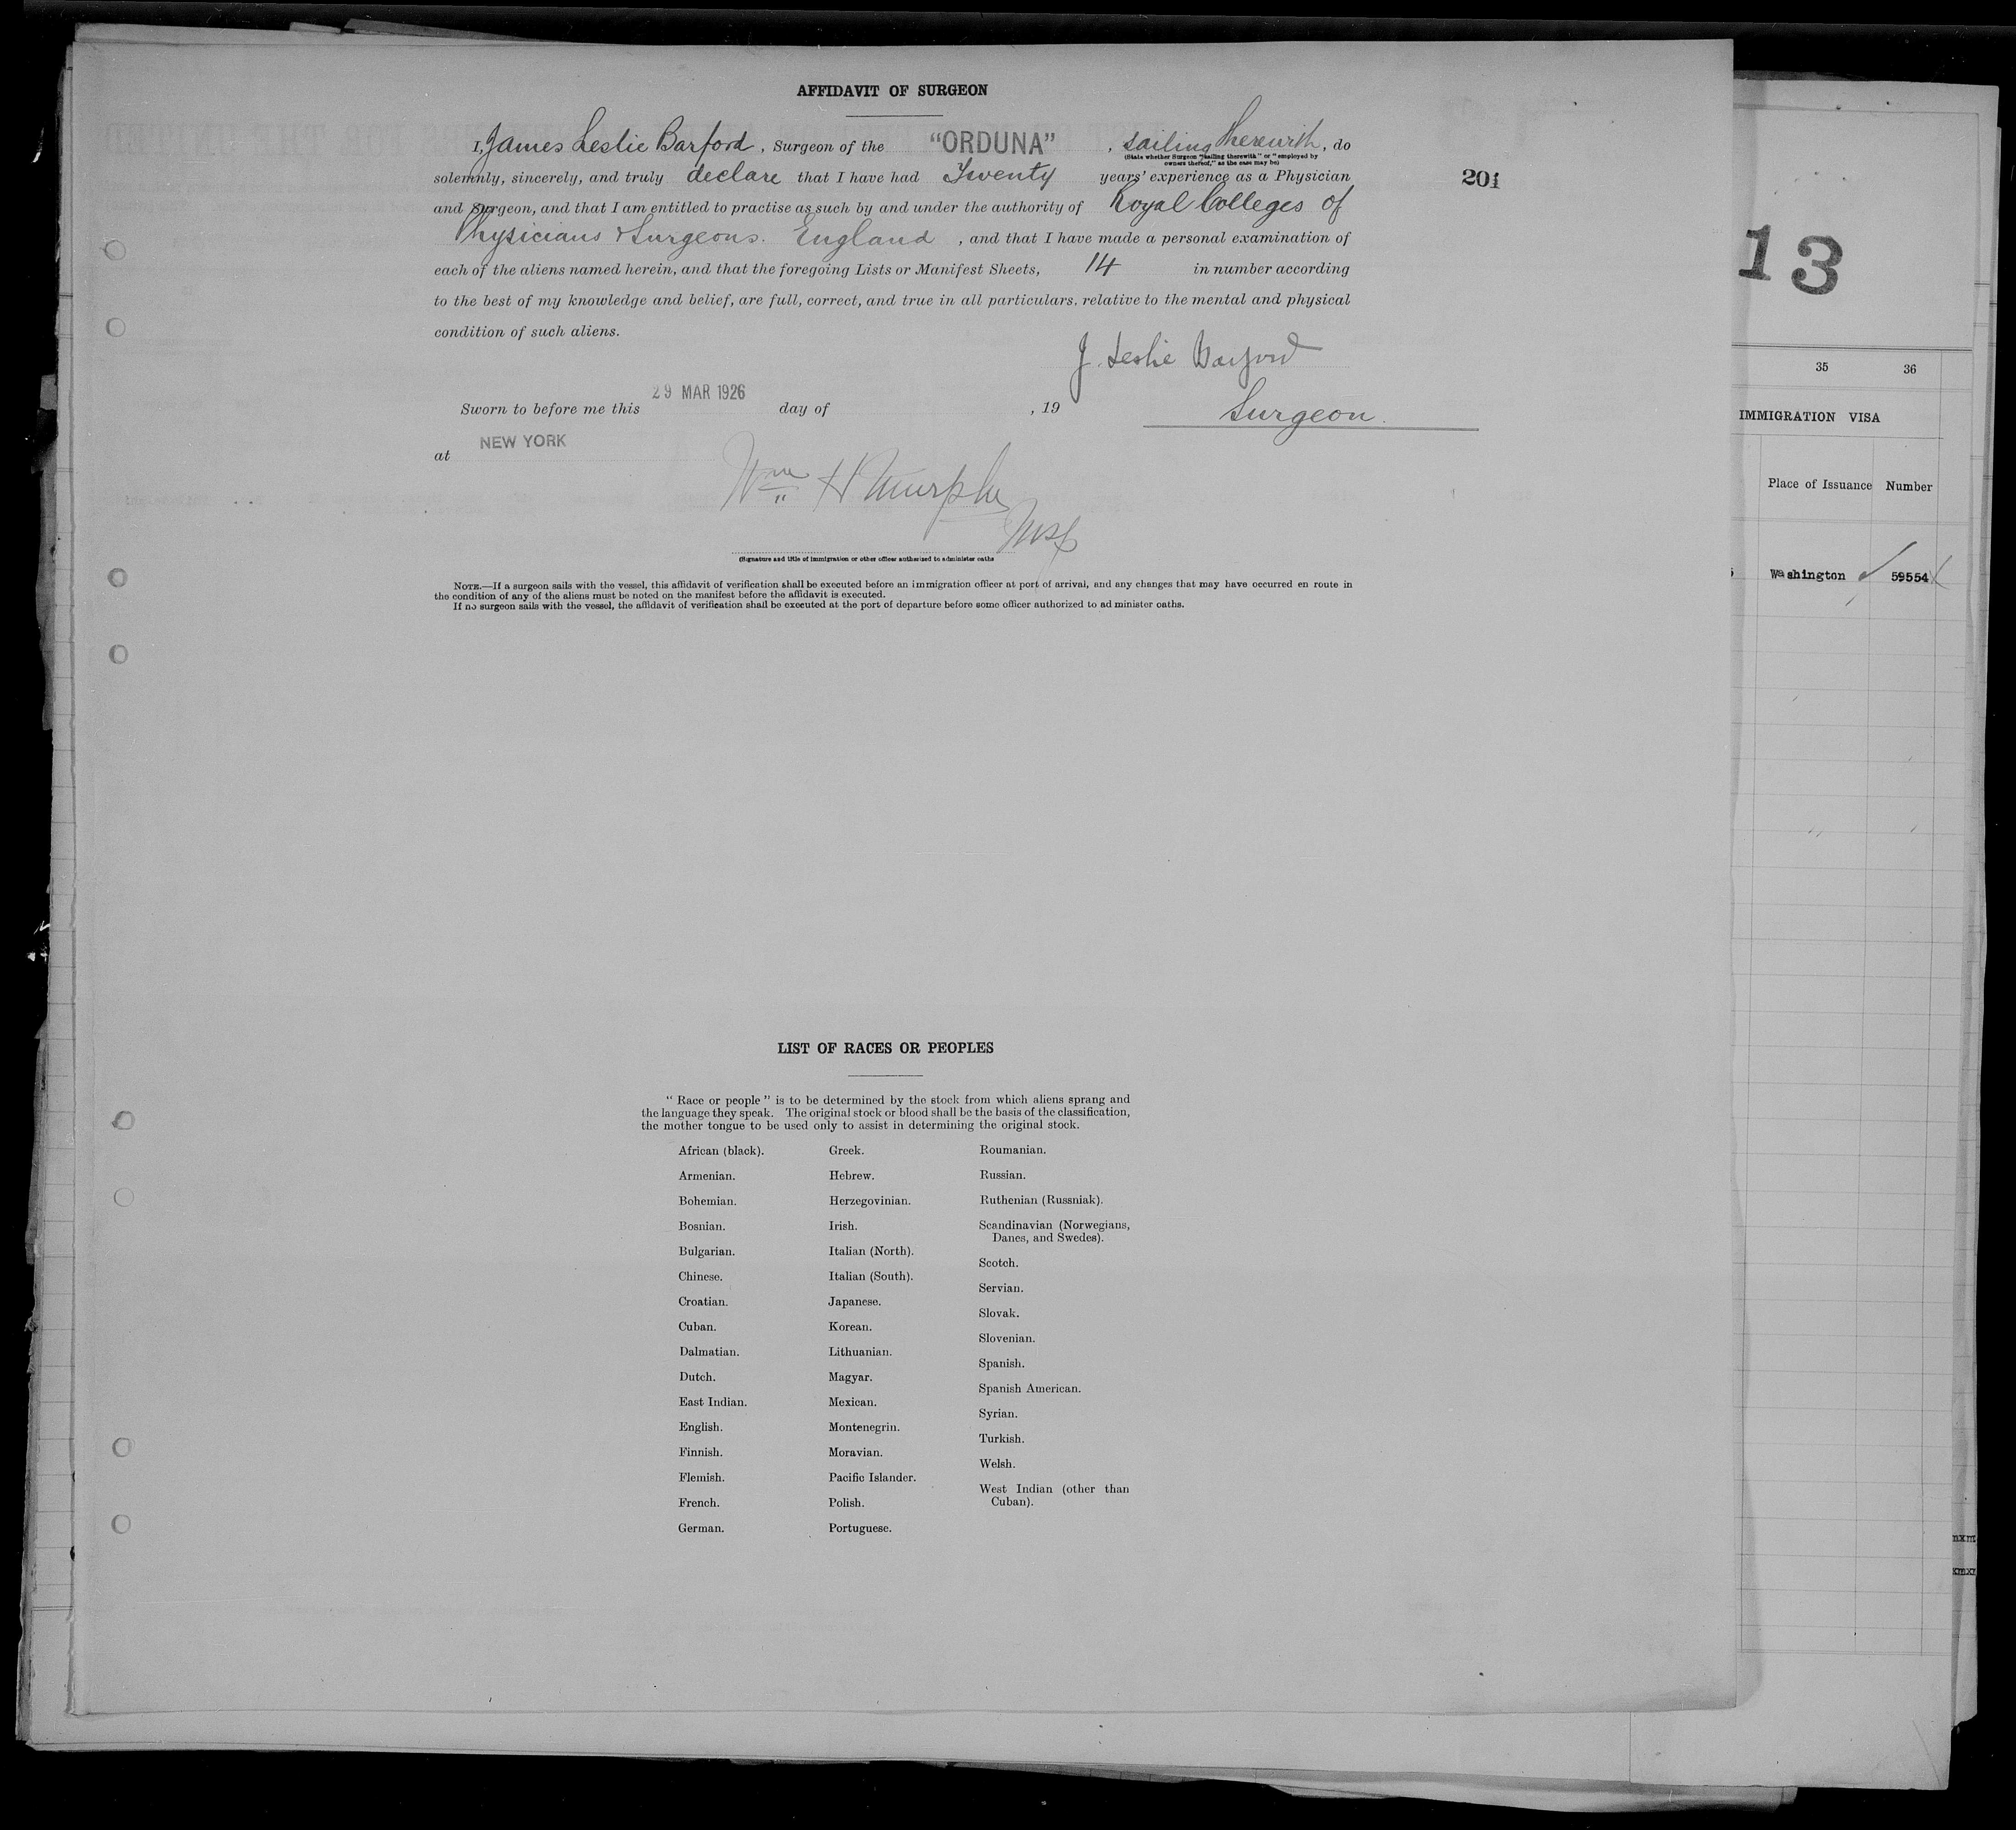 AFFIDAVIT OF SURGEON
I, James Leslie Barford, Surgeon of the "ORDUNA", sailing therewith, do
(State whether Surgeon "sailing therewith" or "employed by
owners thereof," as the case may be)
solemnly, sincerely, and truly declare that I have had Twenty years' experience as a Physician
201
and Surgeon, and that I am entitled to practise as such by and under the authority of Royal Colleges of
Physicians & Surgeons. England, and that I have made a personal examination of
each of the aliens named herein, and that the foregoing Lists or Manifest Sheets, 14 in number according
to the best of my knowledge and belief, are full, correct, and true in all particulars, relative to the mental and physical
condition of such aliens.
J. Leslie Barford
29 MAR 1926
Sworn to before me this day of , 19
Surgeon.
at NEW YORK
Wm H Murphy
(Signature and title of immigration or other officer authorized to administer oaths
NOTE.—If a surgeon sails with the vessel, this affidavit of verification shall be executed before an immigration officer at port of arrival, and any changes that may have occurred en route in
the condition of any of the aliens must be noted on the manifest before the affidavit is executed.
If no surgeon sails with the vessel, the affidavit of verification shall be executed at the port of departure before some officer authorized to ad minister oaths.
LIST OF RACES OR PEOPLES
" Race or people " is to be determined by the stock from which aliens sprang and
the language they speak. The original stock or blood shall be the basis of the classification,
the mother tongue to be used only to assist in determining the original stock.
African (black).
Armenian.
Bohemian.
Bosnian.
Bulgarian.
Chinese.
Croatian.
Cuban.
Dalmatian.
Dutch.
East Indian.
English.
Finnish.
Flemish.
French.
German.
Greek.
Hebrew.
Herzegovinian.
Irish.
Italian (North).
Italian (South).
Japanese.
Korean.
Lithuanian.
Magyar.
Mexican.
Montenegrin.
Moravian.
Pacific Islander.
Polish.
Portuguese.
Roumanian.
Russian.
Ruthenian (Russniak).
Scandinavian (Norwegians,
Danes, and Swedes).
Scotch.
Servian.
Slovak.
Slovenian.
Spanish.
Spanish American.
Syrian.
Turkish.
Welsh.
West Indian (other than
Cuban).
13
35 36
IMMIGRATION VISA
Place of Issuance Number
Washington 59554